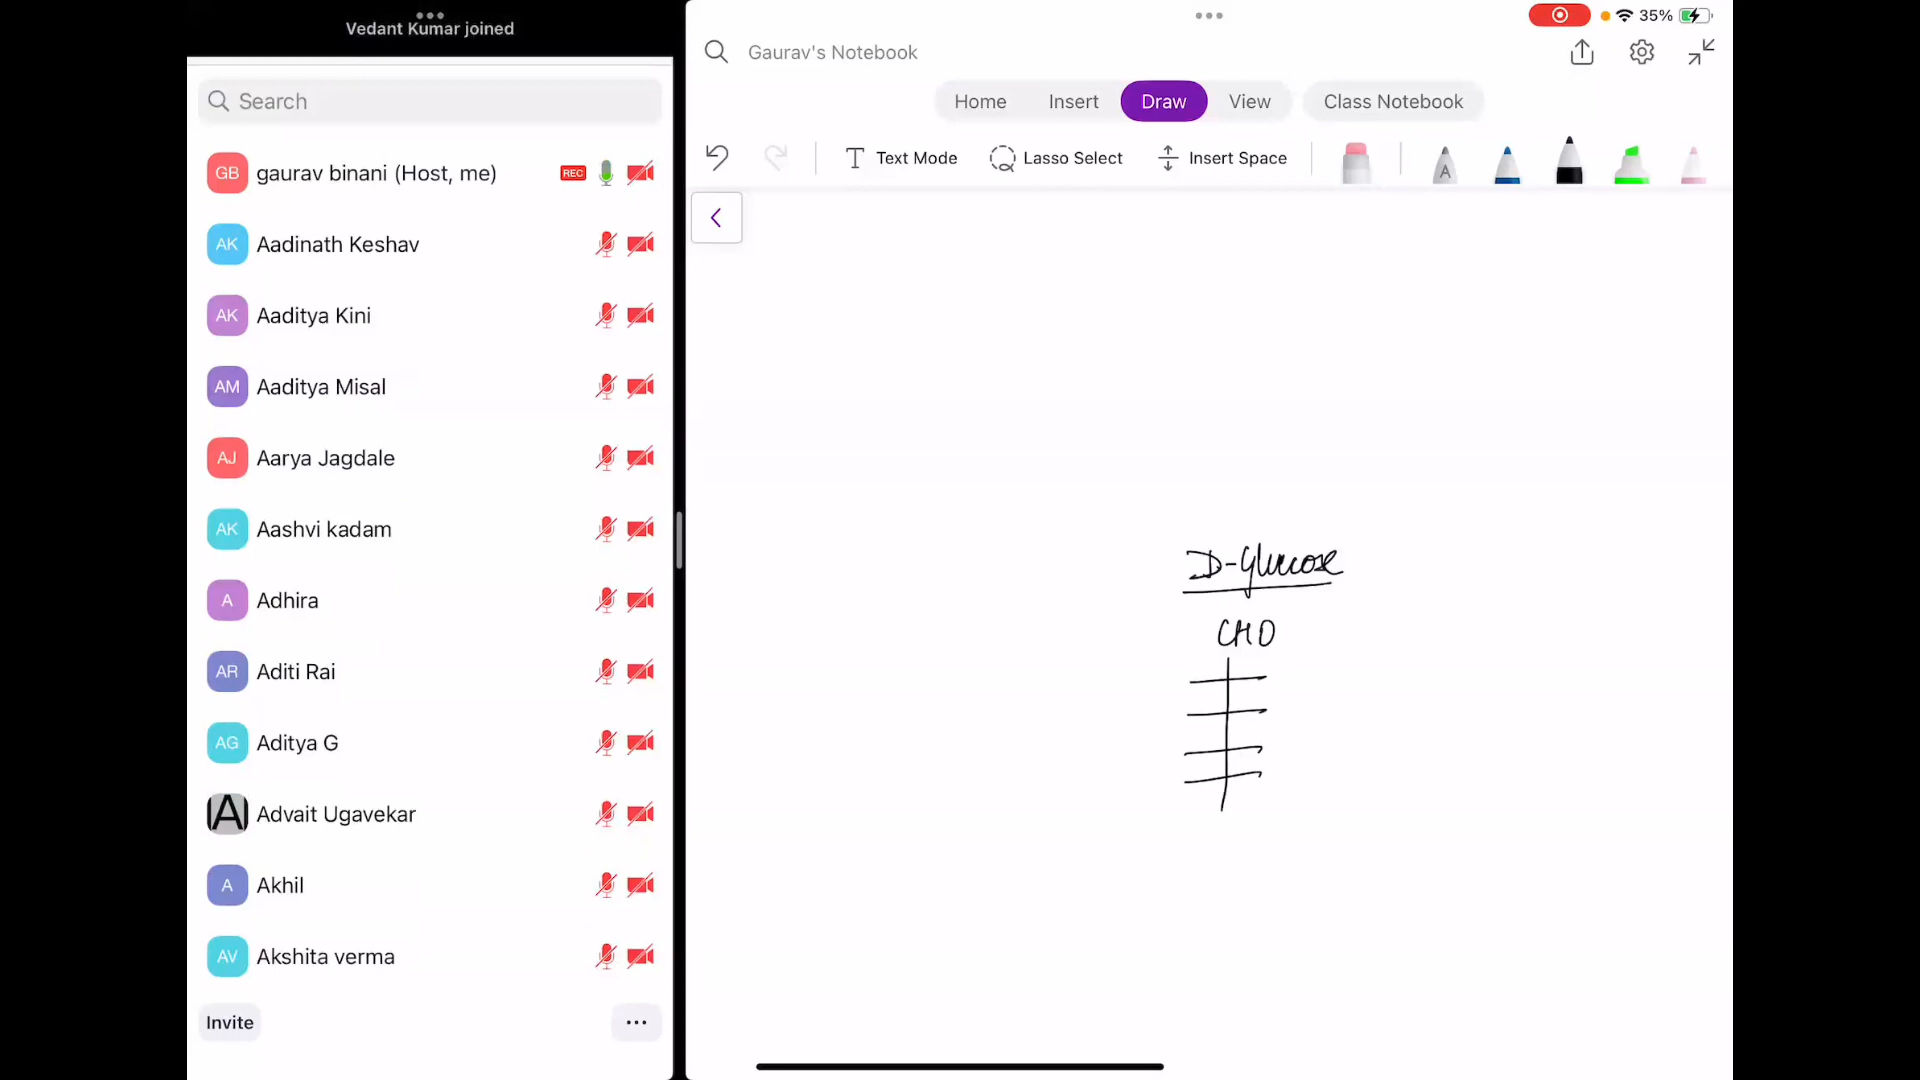 Vedant Kumar joined
Search
GB gaurav binani (Host, me) REC
AK Aadinath Keshav
AK Aaditya Kini
AM Aaditya Misal
AJ Aarya Jagdale
AK Aashvi kadam
A Adhira
AR Aditi Rai
AG Aditya G
A Advait Ugavekar
A Akhil
AV Akshita verma
Invite
35%
Gaurav's Notebook
Home Insert Draw View Class Notebook
Text Mode Lasso Select Insert Space A
D-Glucose
CHO